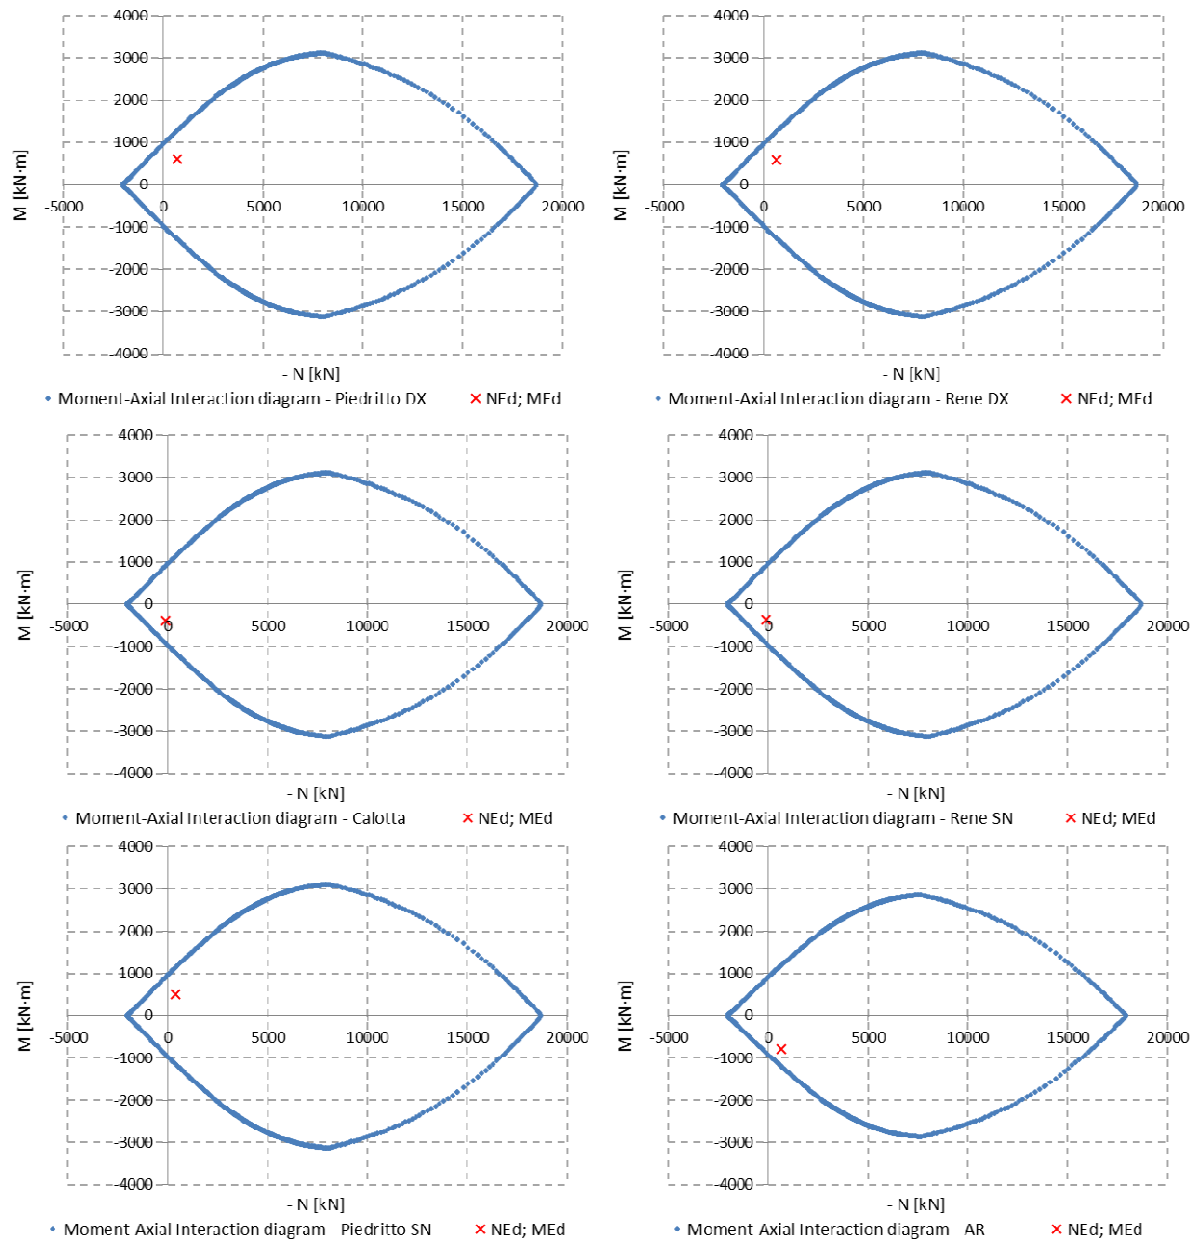 4000
4000
3000
3000
2000
2000
1000
1000
0
0
-5000 0 5000 10000 15000 20000
-5000 0 5000 10000 15000 20000
-1000
-1000
-2000
-2000
-3000
-3000
-4000
-4000
M [kN·m]
M [kN·m]
- N [kN]
- N [kN]
• Moment-Axial Interaction diagram - Piedritto DX × NEd; MEd
• Moment-Axial Interaction diagram - Rene DX × NEd; MEd
4000
4000
3000
3000
2000
2000
1000
1000
0
0
-5000 0 5000 10000 15000 20000
-5000 0 5000 10000 15000 20000
-1000
-1000
-2000
-2000
-3000
-3000
-4000
-4000
M [kN·m]
M [kN·m]
- N [kN]
- N [kN]
• Moment-Axial Interaction diagram - Calotta × NEd; MEd
• Moment-Axial Interaction diagram - Rene SN × NEd; MEd
4000
4000
3000
3000
2000
2000
1000
1000
0
0
-5000 0 5000 10000 15000 20000
-5000 0 5000 10000 15000 20000
-1000
-1000
-2000
-2000
-3000
-3000
-4000
-4000
M [kN·m]
M [kN·m]
- N [kN]
- N [kN]
• Moment Axial Interaction diagram Piedritto SN × NEd; MEd
• Moment Axial Interaction diagram AR × NEd; MEd